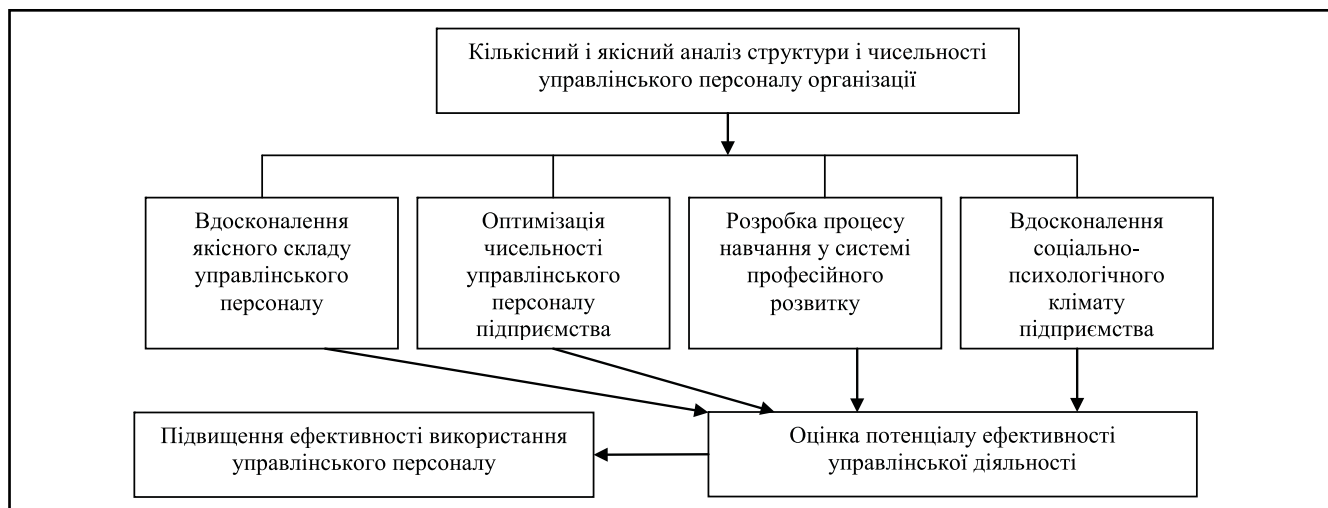 Кількісний і якісний аналіз структури і чисельності
управлінського персоналу організації
Вдосконалення
якісного складу
управлінського
персоналу
Оптимізація
чисельності
управлінського
персоналу
підприємства
Розробка процесу
навчання у системі
професійного
розвитку
Вдосконалення
соціально-
психологічного
клімату
підприємства
Підвищення ефективності використання
управлінського персоналу
Оцінка потенціалу ефективності
управлінської діяльності